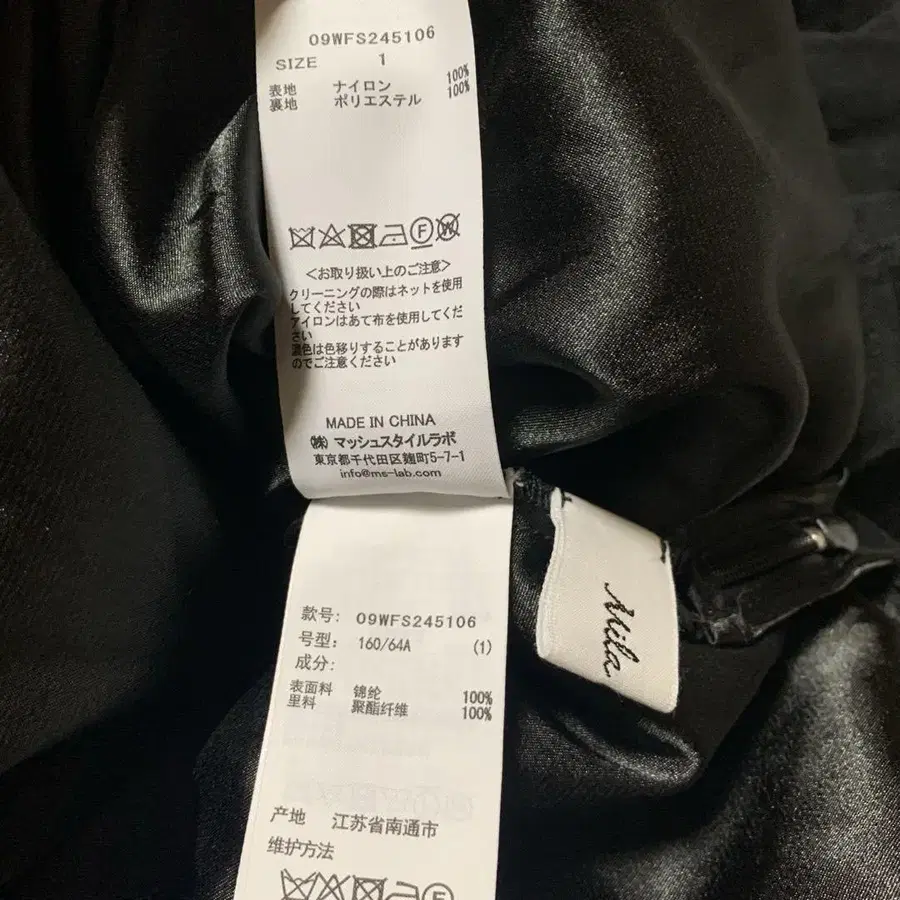 09WFS245106
SIZE 1
表地 ナイロン 100%
裏地 ポリエステル 100%
F W
<お取り扱い上のご注意>
クリーニングの際はネットを使用
してください
アイロンはあて布を使用してくだ
さい
濃色は色移りすることがあります
のでご注意ください
MADE IN CHINA
㈱ マッシュスタイルラボ
東京都千代田区麹町5-7-1
info@ms-lab.com
款号: 09WFS245106
号型: 160/64A (1)
成分:
表面料 锦纶 100%
里料 聚酯纤维 100%
产地 江苏省南通市
维护方法
F
Mila